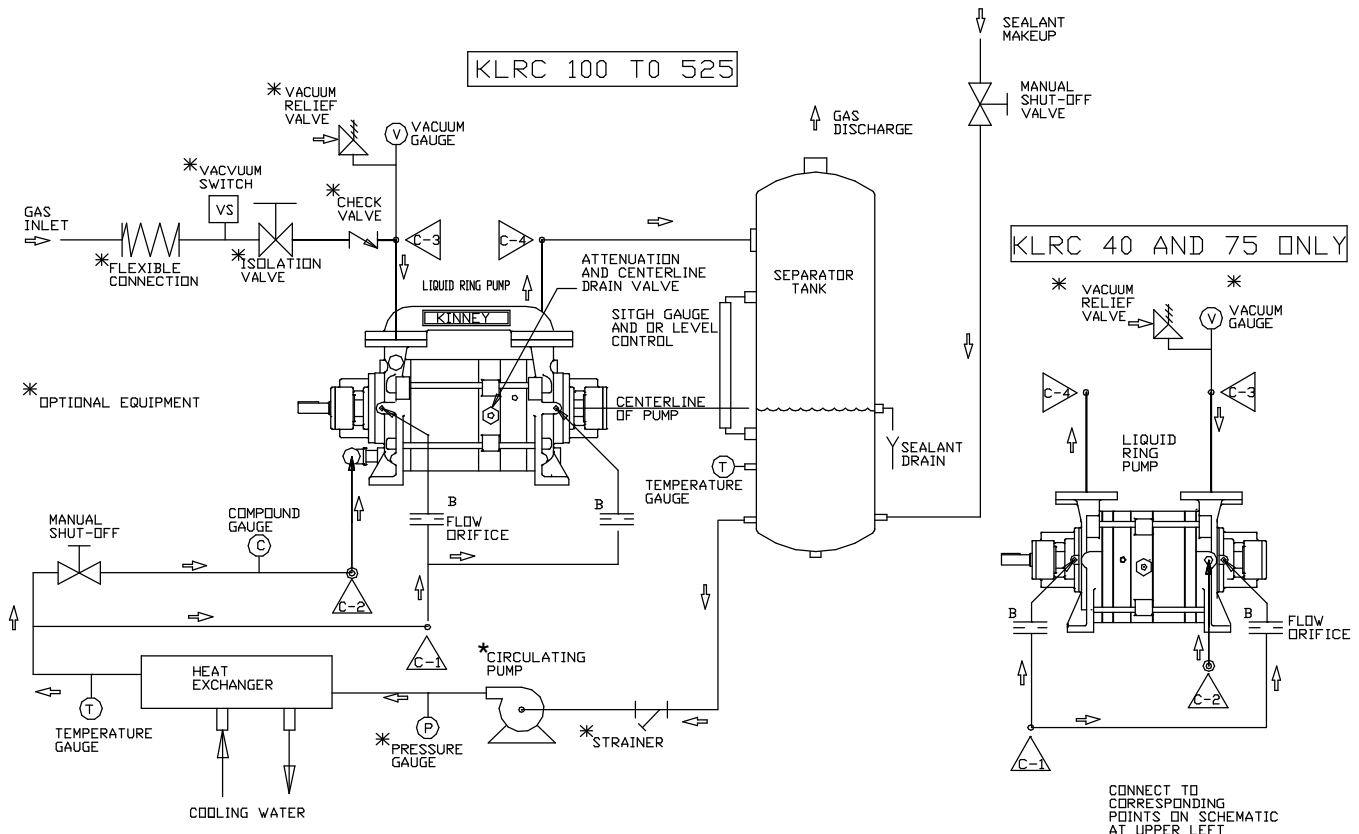 SEALANT
MAKEUP
KLRC 100 TO 525
MANUAL
SHUT-OFF
VALVE
* VACUUM
RELIEF
VALVE
V
VACUUM
GAUGE
GAS
DISCHARGE
* VACVUUM
SWITCH
VS
* CHECK
VALVE
GAS
INLET
C-3
C-4
* FLEXIBLE
CONNECTION
* ISOLATION
VALVE
ATTENUATION
AND CENTERLINE
DRAIN VALVE
SEPARATOR
TANK
LIQUID RING PUMP
KINNEY
SITGH GAUGE
AND OR LEVEL
CONTROL
* OPTIONAL EQUIPMENT
CENTERLINE
OF PUMP
SEALANT
DRAIN
T
TEMPERATURE
GAUGE
B
FLOW
ORIFICE
B
MANUAL
SHUT-OFF
COMPOUND
GAUGE
C
C-2
C-1
* CIRCULATING
PUMP
HEAT
EXCHANGER
T
TEMPERATURE
GAUGE
P
* PRESSURE
GAUGE
* STRAINER
COOLING WATER
KLRC 40 AND 75 ONLY
* VACUUM
RELIEF
VALVE
*
V
VACUUM
GAUGE
C-4
C-3
LIQUID
RING
PUMP
B
B
FLOW
ORIFICE
C-2
C-1
CONNECT TO
CORRESPONDING
POINTS ON SCHEMATIC
AT UPPER LEFT